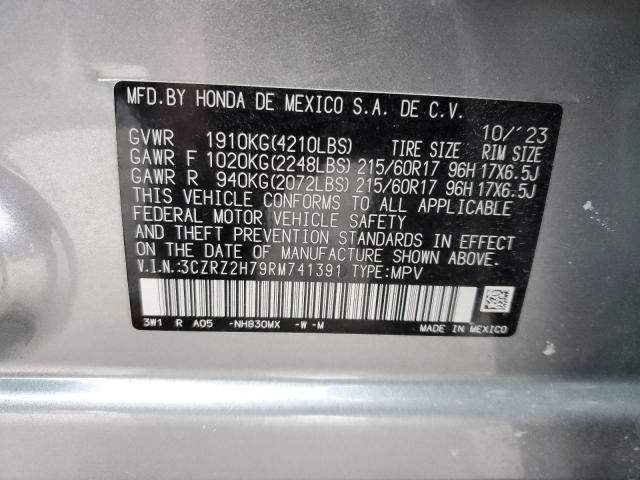 MFD.BY HONDA DE MEXICO S.A. DE C.V.
10/'23
GVWR 1910KG(4210LBS) TIRE SIZE RIM SIZE
GAWR F 1020KG(2248LBS) 215/60R17 96H 17X6.5J
GAWR R 940KG(2072LBS) 215/60R17 96H 17X6.5J
THIS VEHICLE CONFORMS TO ALL APPLICABLE
FEDERAL MOTOR VEHICLE SAFETY
AND THEFT PREVENTION STANDARDS IN EFFECT
ON THE DATE OF MANUFACTURE SHOWN ABOVE.
V.I.N.:3CZRZ2H79RM741391 TYPE:MPV
3W1 R A05 -NH830MX -W -M
MADE IN MEXICO